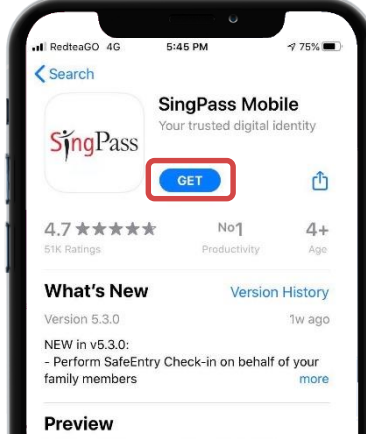 RedteaGO 4G 5:45 PM 75%
Search
SingPass
SingPass Mobile
Your trusted digital identity
GET
4.7 No1 4+
51K Ratings Productivity Age
What's New Version History
Version 5.3.0 1w ago
NEW in v5.3.0:
- Perform SafeEntry Check-in on behalf of your
family members more
Preview